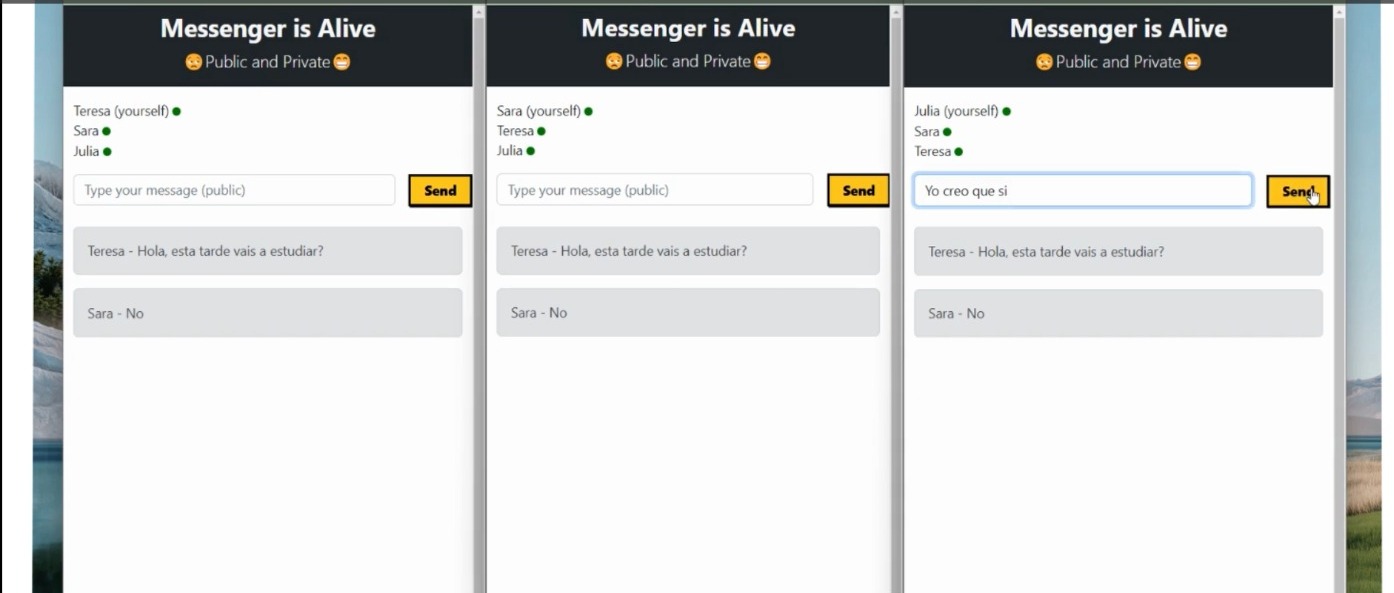 Messenger is Alive
😥Public and Private😁
Teresa (yourself)
Sara
Julia
Type your message (public)
Send
Teresa - Hola, esta tarde vais a estudiar?
Sara - No
Messenger is Alive
😥Public and Private😁
Sara (yourself)
Teresa
Julia
Type your message (public)
Send
Teresa - Hola, esta tarde vais a estudiar?
Sara - No
Messenger is Alive
😥Public and Private😁
Julia (yourself)
Sara
Teresa
Yo creo que si
Send
Teresa - Hola, esta tarde vais a estudiar?
Sara - No